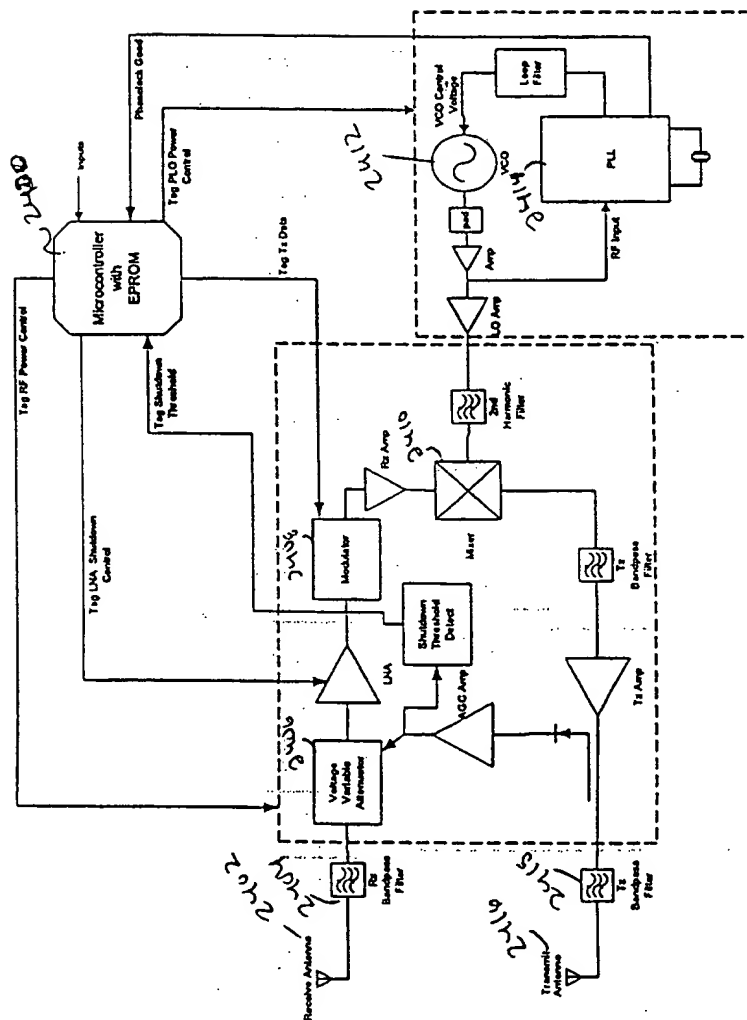 Tag RF Power Control
2400
Microcontroller
with
EPROM
Inputs
Phaselock Good
Tag PLO Power
Control
Tag LNA Shutdown
Control
Tag Shutdown
Threshold
Tag Tx Data
2406
Voltage
Variable
Attenuator
LNA
2408
Modulator
Rx Amp
Shutdown
Threshold
Detect
AGC Amp
2410
Mixer
2nd
Harmonic
Filter
LO Amp
Amp
pad
2412
VCO
VCO Control
Voltage
Loop
Filter
2414
PLL
RF Input
Receive Antenna
2402
2404
Rx
Bandpass
Filter
Transmit
Antenna
2416
2415
Tx
Bandpass
Filter
Tx Amp
Tx
Bandpass
Filter